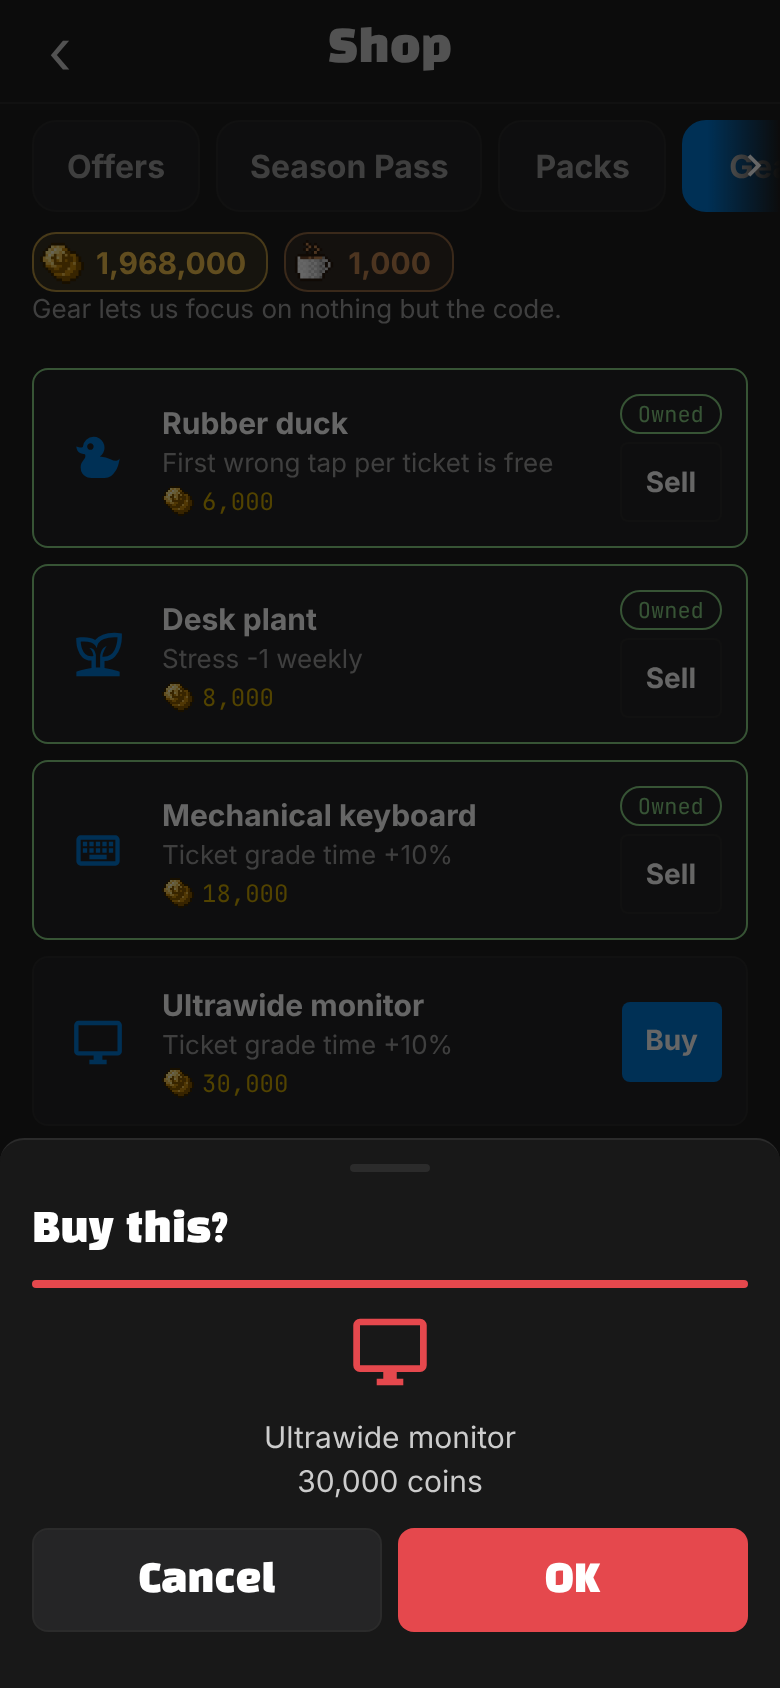 Shop
Offers
Season Pass
Packs
1,968,000
1,000
Gear lets us focus on nothing but the code.
Rubber duck
First wrong tap per ticket is free
6,000
Owned
Sell
Desk plant
Stress -1 weekly
8,000
Owned
Sell
Mechanical keyboard
Ticket grade time +10%
18,000
Owned
Sell
Ultrawide monitor
Ticket grade time +10%
30,000
Buy
Buy this?
Ultrawide monitor
30,000 coins
Cancel
OK